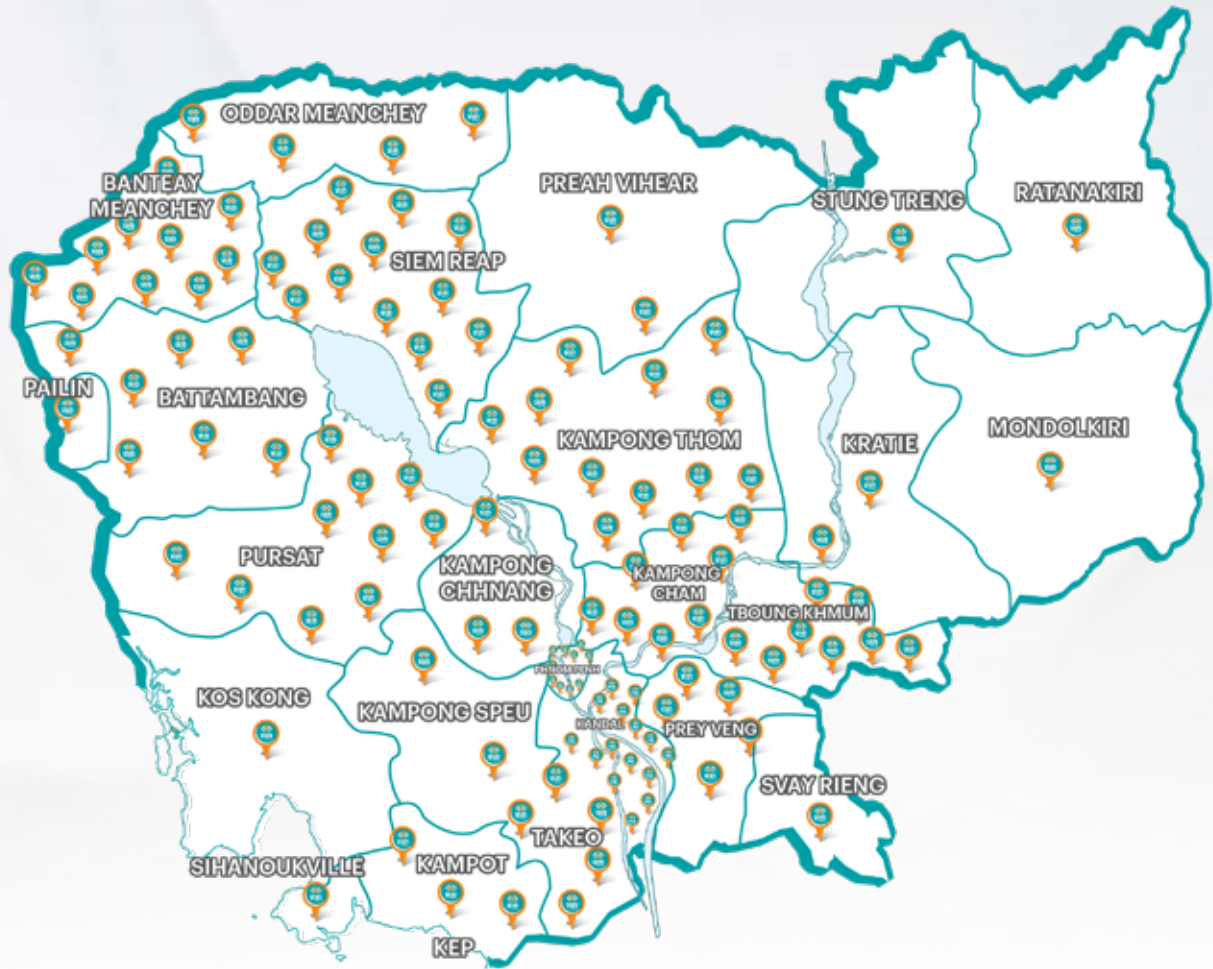 ODDAR MEANCHEY
BANTEAY
MEANCHEY
PREAH VIHEAR
STUNG TRENG
RATANAKIRI
SIEM REAP
PAILIN
BATTAMBANG
KAMPONG THOM
KRATIE
MONDOLKIRI
PURSAT
KAMPONG
CHHNANG
KAMPONG
CHAM
TBOUNG KHMUM
PHNOM PENH
KOS KONG
KAMPONG SPEU
KANDAL
PREY VENG
SVAY RIENG
TAKEO
SIHANOUKVILLE
KAMPOT
KEP